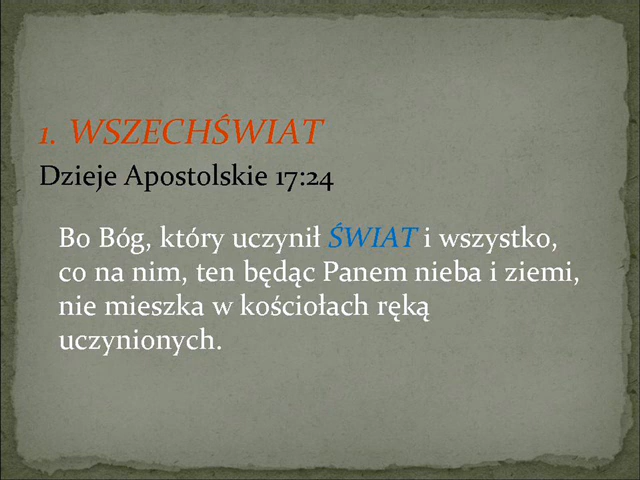 1. WSZECHŚWIAT
Dzieje Apostolskie 17:24
Bo Bóg, który uczynił ŚWIAT i wszystko,
co na nim, ten będąc Panem nieba i ziemi,
nie mieszka w kościołach ręką
uczynionych.